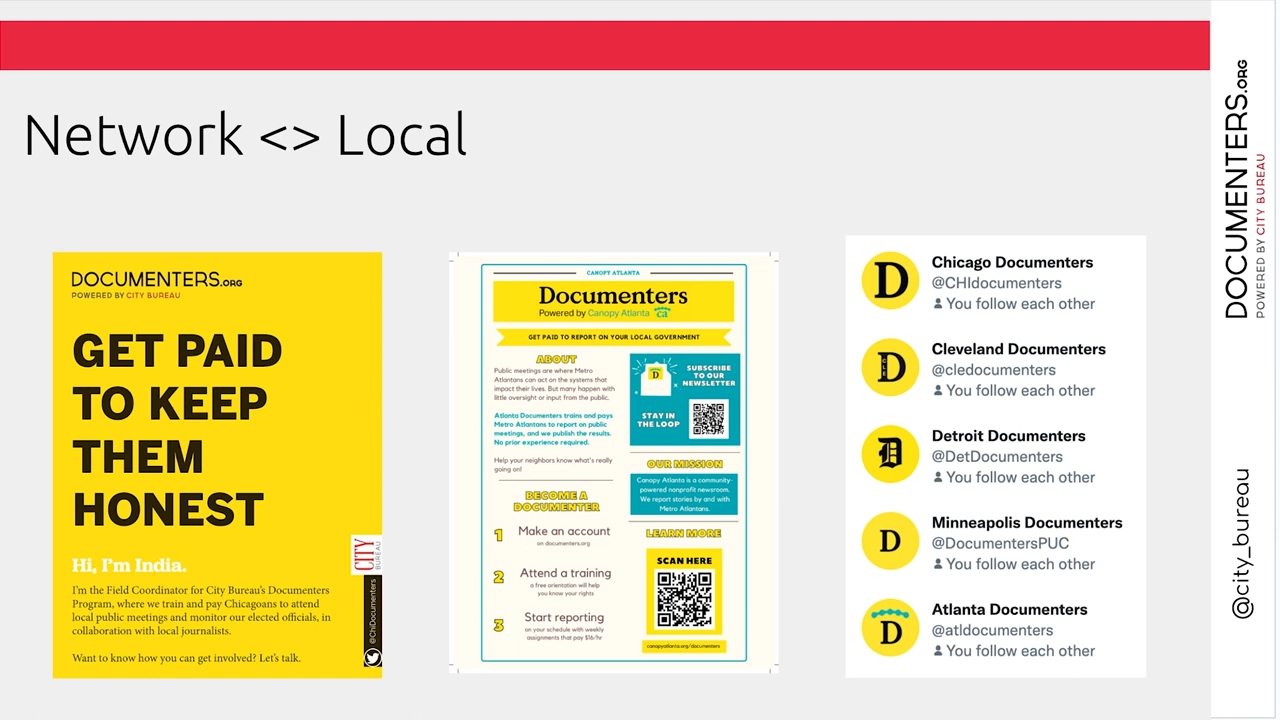 Network <> Local
DOCUMENTERS.ORG
POWERED BY CITY BUREAU
GET PAID
TO KEEP
THEM
HONEST
Hi, I'm India.
I'm the Field Coordinator for City Bureau's Documenters
Program, where we train and pay Chicagoans to attend
local public meetings and monitor our elected officials, in
collaboration with local journalists.
Want to know how you can get involved? Let's talk.
CITY
BUREAU
@ChiDocumenters
CANOPY ATLANTA
Documenters
Powered by Canopy Atlanta ca
GET PAID TO REPORT ON YOUR LOCAL GOVERNMENT
ABOUT
Public meetings are where Metro
Atlantans can act on the systems that
impact their lives. But many happen with
little oversight or input from the public.
Atlanta Documenters trains and pays
Metro Atlantans to report on public
meetings, and we publish the results.
No prior experience required.
Help your neighbors know what's really
going on!
BECOME A
DOCUMENTER
1 Make an account
on documenters.org
2 Attend a training
a free orientation will help
you know your rights
3 Start reporting
on your schedule with weekly
assignments that pay $16/hr
D
SUBSCRIBE
TO OUR
NEWSLETTER
STAY IN
THE LOOP
OUR MISSION
Canopy Atlanta is a community-
powered nonprofit newsroom.
We report stories by and with
Metro Atlantans.
LEARN MORE
SCAN HERE
canopyatlanta.org/documenters
D
Chicago Documenters
@CHIdocumenters
You follow each other
D
CLE
Cleveland Documenters
@cledocumenters
You follow each other
D
Detroit Documenters
@DetDocumenters
You follow each other
D
Minneapolis Documenters
@DocumentersPUC
You follow each other
D
Atlanta Documenters
@atldocumenters
You follow each other
DOCUMENTERS.ORG
POWERED BY CITY BUREAU
@city_bureau